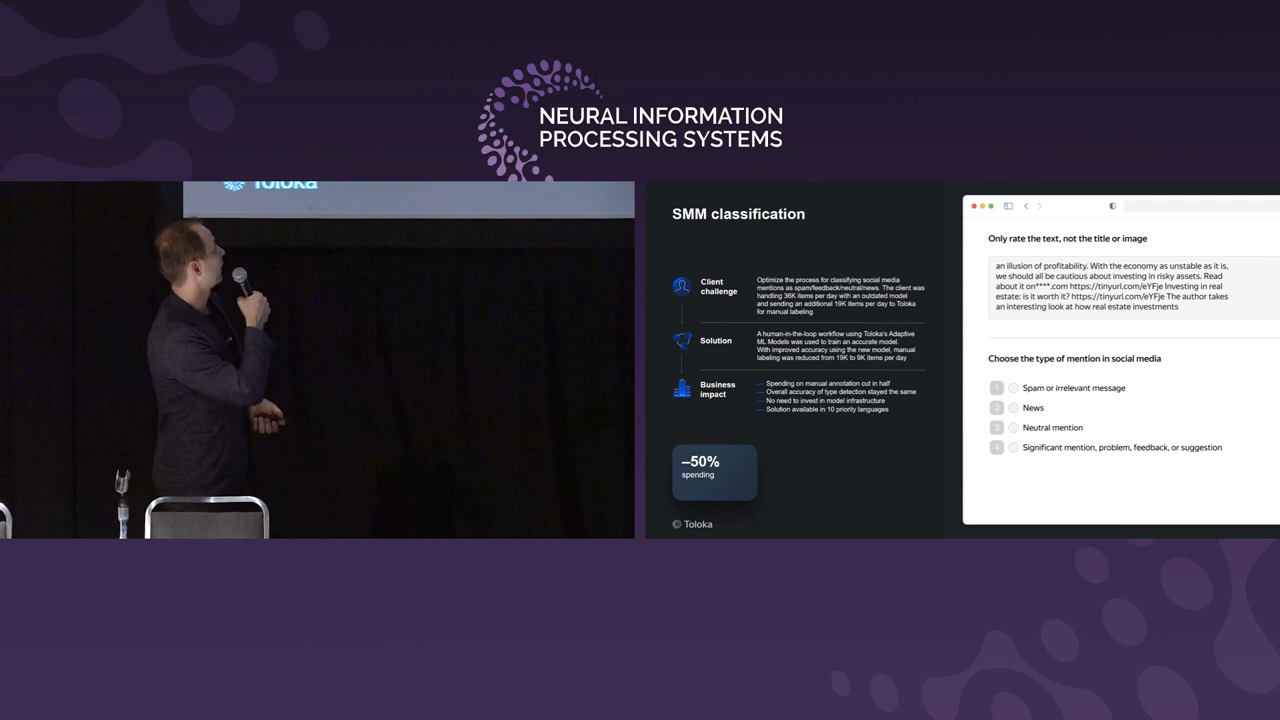 NEURAL INFORMATION
PROCESSING SYSTEMS
Toloka
SMM classification
Client
challenge
Optimize the process for classifying social media
mentions as spam/feedback/neutral/news. The client was
handling 36K items per day with an outdated model
and sending an additional 19K items per day to Toloka
for manual labeling
Solution
A human-in-the-loop workflow using Toloka's Adaptive
ML Models was used to train an accurate model.
With improved accuracy using the new model, manual
labeling was reduced from 19K to 9K items per day
Business
impact
— Spending on manual annotation cut in half
— Overall accuracy of type detection stayed the same
— No need to invest in model infrastructure
— Solution available in 10 priority languages
–50%
spending
Toloka
Only rate the text, not the title or image
an illusion of profitability. With the economy as unstable as it is,
we should all be cautious about investing in risky assets. Read
about it on****.com https://tinyurl.com/eYFje Investing in real
estate: is it worth it? https://tinyurl.com/eYFje The author takes
an interesting look at how real estate investments
Choose the type of mention in social media
1 Spam or irrelevant message
2 News
3 Neutral mention
4 Significant mention, problem, feedback, or suggestion